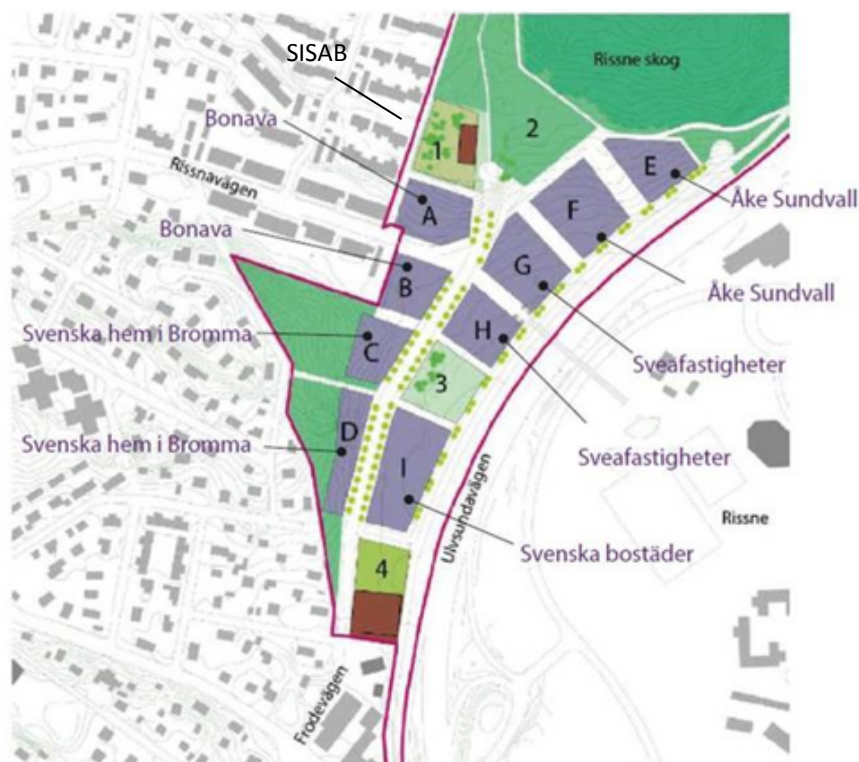 SISAB
Rissne skog
Bonava
1
2
Rissnavägen
E
A
F
Åke Sundvall
Bonava
G
B
Åke Sundvall
Svenska hem i Bromma
C
H
Sveafastigheter
3
D
Svenska hem i Bromma
I
Sveafastigheter
Ulvsundavägen
Rissne
Svenska bostäder
4
Frodevägen